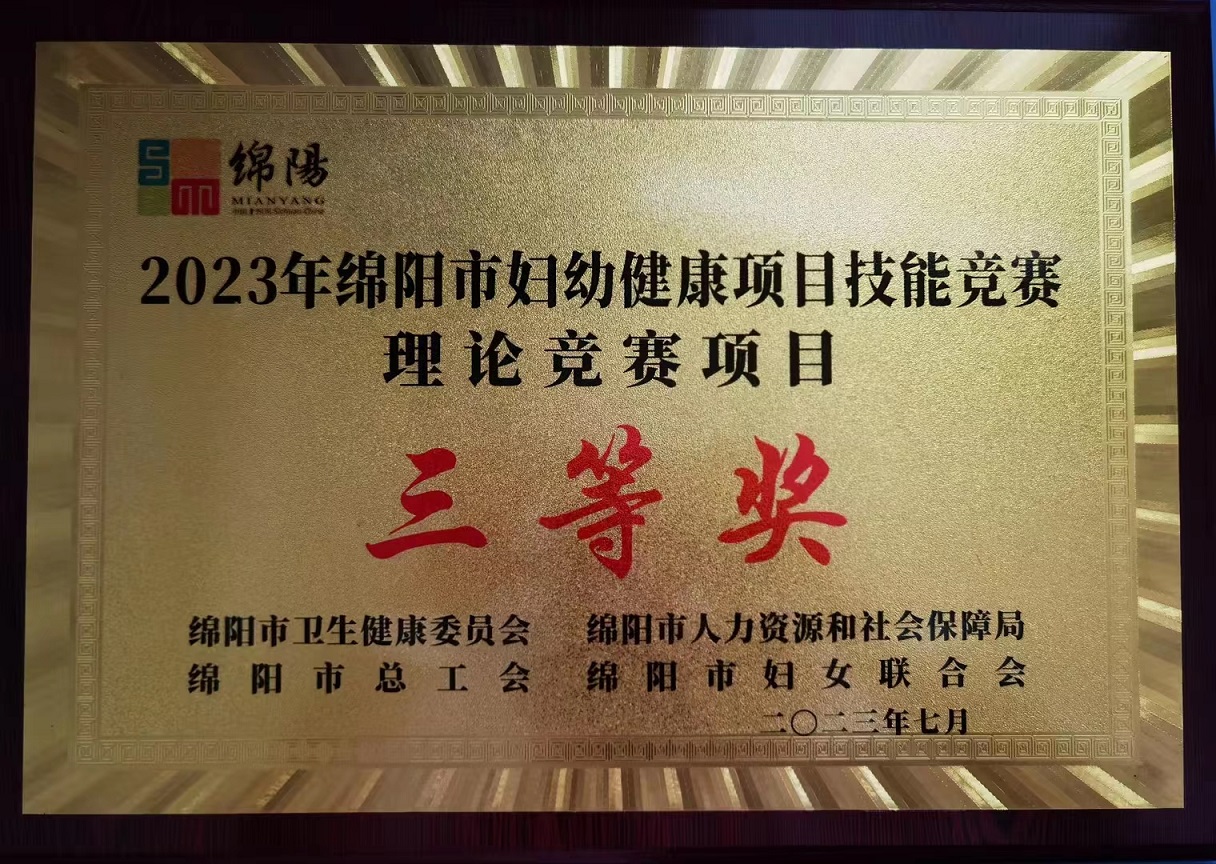 绵陽
MIANYANG
2023年绵阳市妇幼健康项目技能竞赛
理论竞赛项目
三等奖
绵阳市卫生健康委员会 绵阳市人力资源和社会保障局
绵阳市总工会 绵阳市妇女联合会
二〇二三年七月